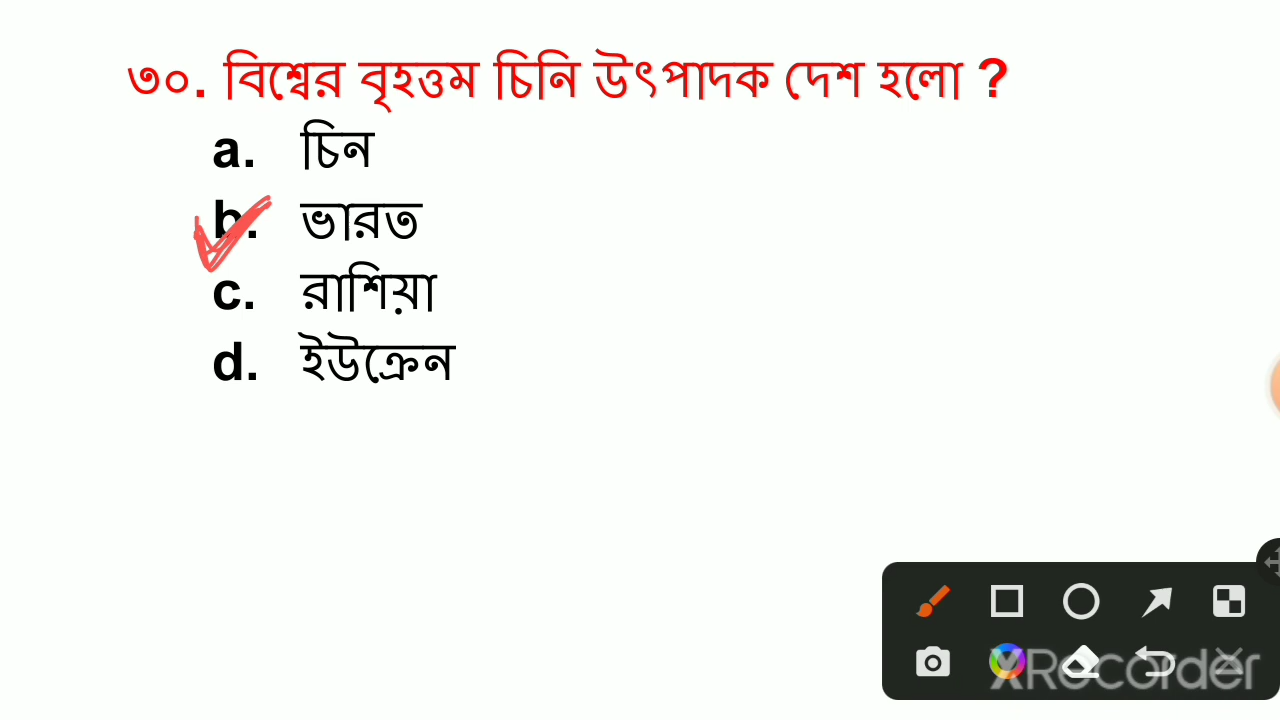 ৩০. বিশ্বের বৃহত্তম চিনি উৎপাদক দেশ হলো ?
a. চিন
b. ভারত
c. রাশিয়া
d. ইউক্রেন
XRecorder